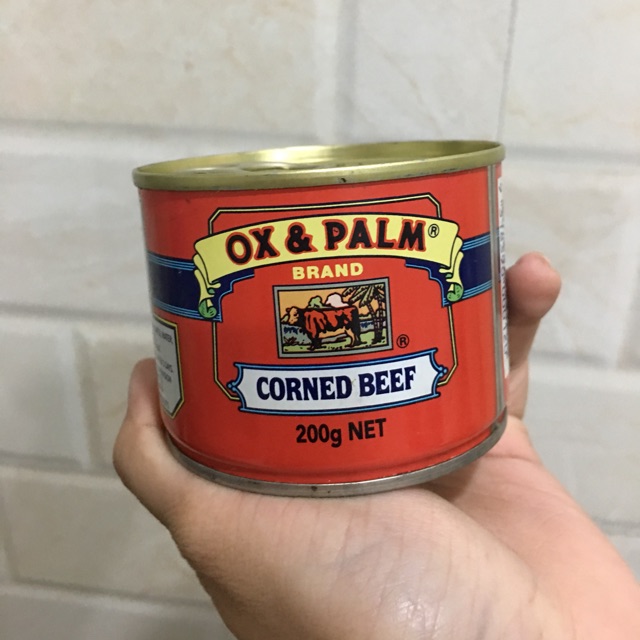 OX & PALM®
BRAND
®
CORNED BEEF
200g NET